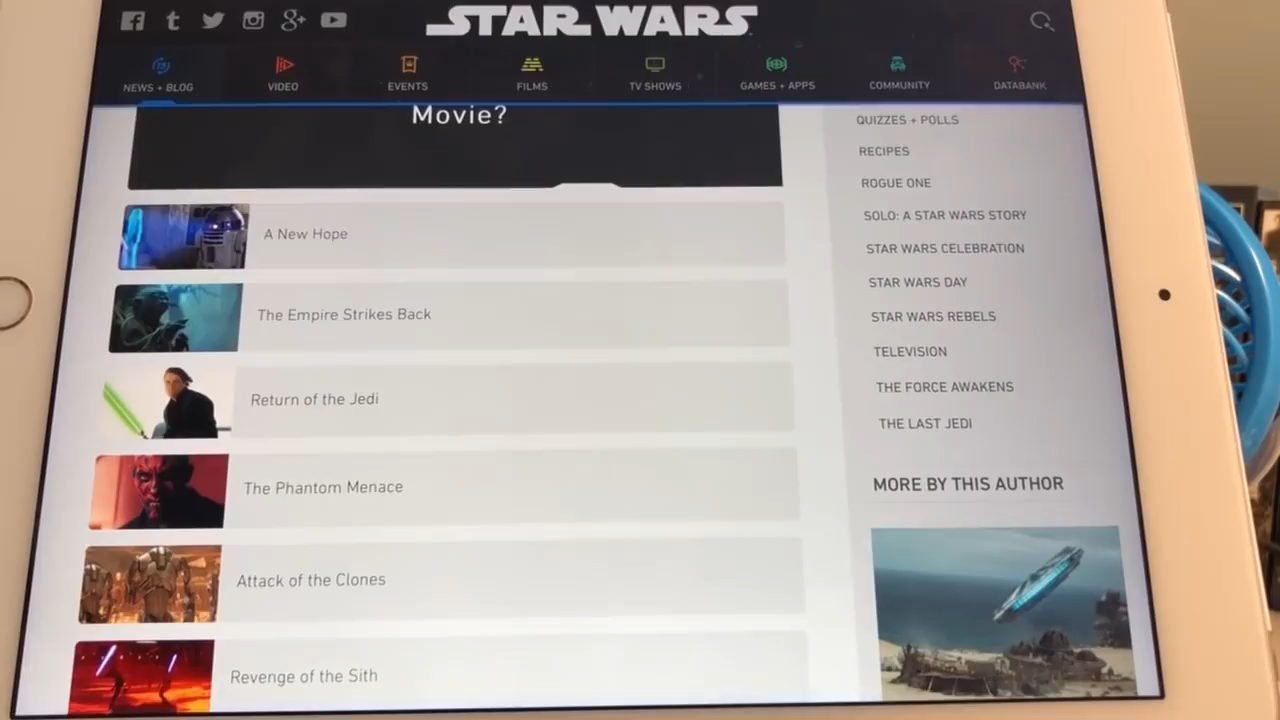 STAR WARS
NEWS + BLOG
VIDEO
EVENTS
FILMS
TV SHOWS
GAMES + APPS
COMMUNITY
DATABANK
Movie?
A New Hope
The Empire Strikes Back
Return of the Jedi
The Phantom Menace
Attack of the Clones
Revenge of the Sith
QUIZZES + POLLS
RECIPES
ROGUE ONE
SOLO: A STAR WARS STORY
STAR WARS CELEBRATION
STAR WARS DAY
STAR WARS REBELS
TELEVISION
THE FORCE AWAKENS
THE LAST JEDI
MORE BY THIS AUTHOR